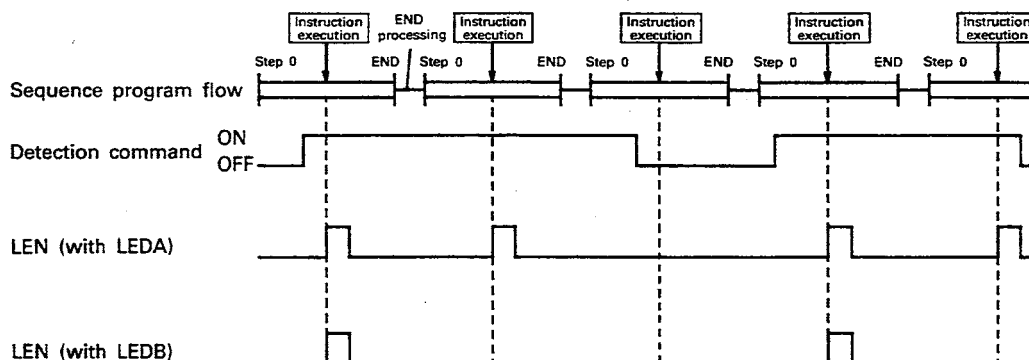 Instruction execution
END processing
Instruction execution
Instruction execution
Instruction execution
Instruction execution
Step 0 END Step 0 END Step 0 END Step 0 END Step 0
Sequence program flow
Detection command ON
OFF
LEN (with LEDA)
LEN (with LEDB)